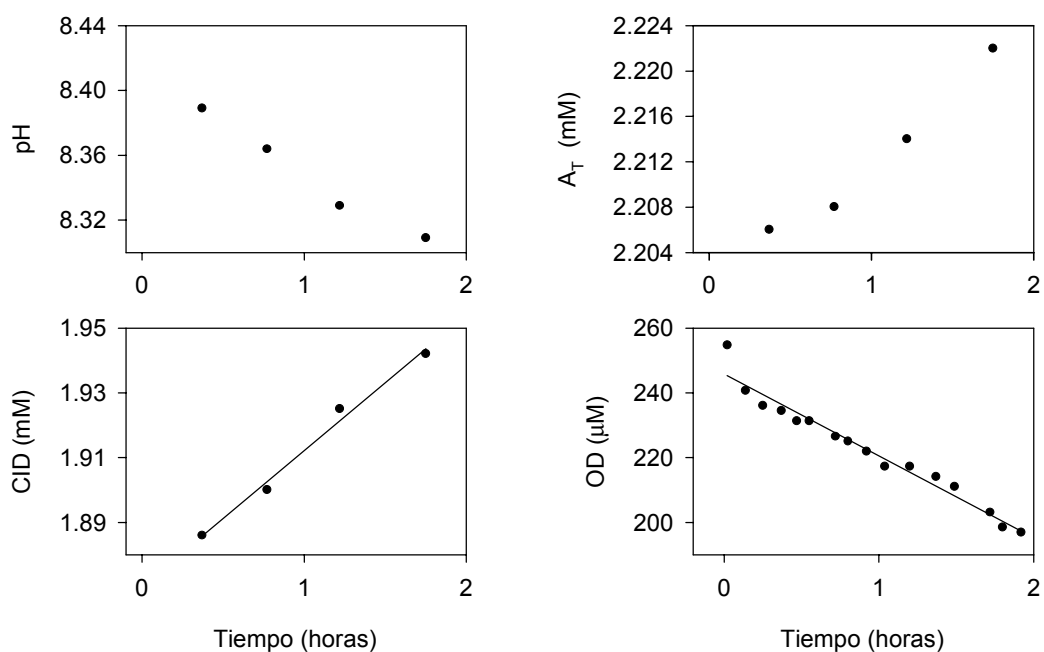 8.44
8.40
8.36
8.32
pH
0 1 2
2.224
2.220
2.216
2.212
2.208
2.204
A_T (mM)
0 1 2
1.95
1.93
1.91
1.89
CID (mM)
0 1 2
Tiempo (horas)
260
240
220
200
OD (μM)
0 1 2
Tiempo (horas)